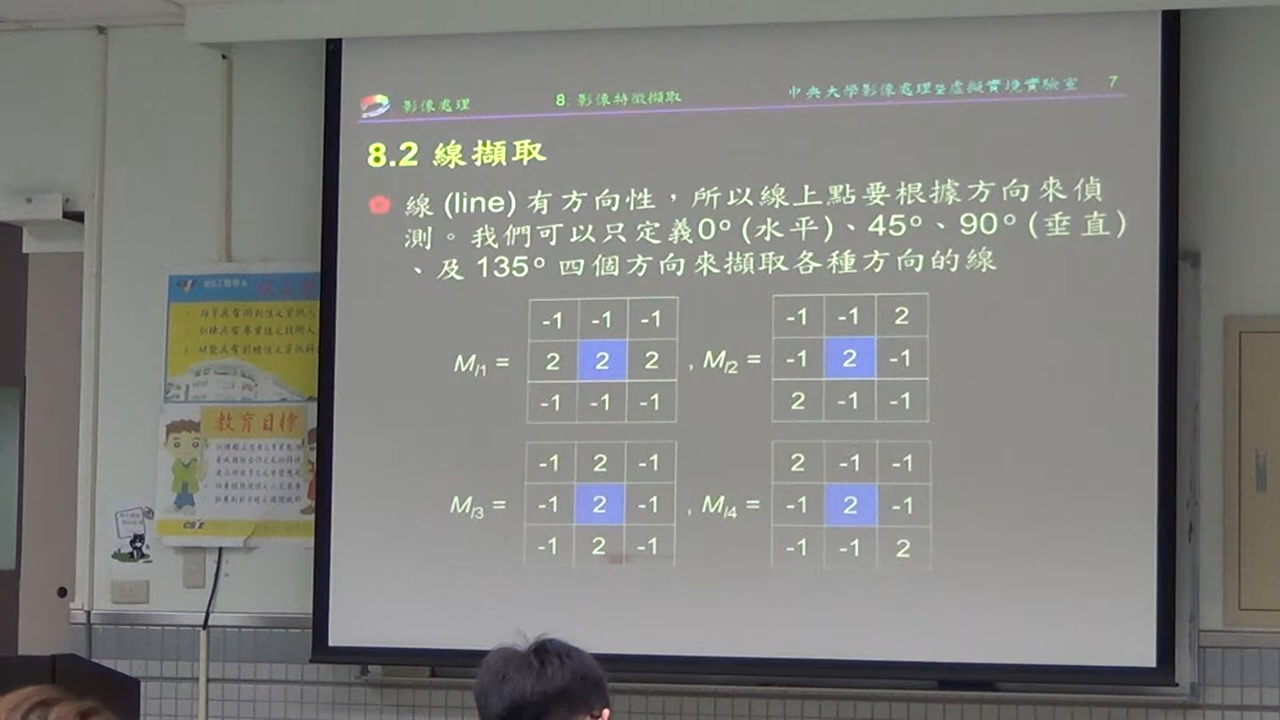 影像處理 8. 影像特徵擷取 中央大學影像處理暨虛擬實境實驗室 7
8.2 線擷取
線 (line) 有方向性，所以線上點要根據方向來偵
測。我們可以只定義0° (水平)、45°、90° (垂直)
、及 135° 四個方向來擷取各種方向的線
-1 -1 -1 -1 -1 2
Ml1 = 2 2 2 , Ml2 = -1 2 -1
-1 -1 -1 2 -1 -1
-1 2 -1 2 -1 -1
Ml3 = -1 2 -1 , Ml4 = -1 2 -1
-1 2 -1 -1 -1 2
教育目標